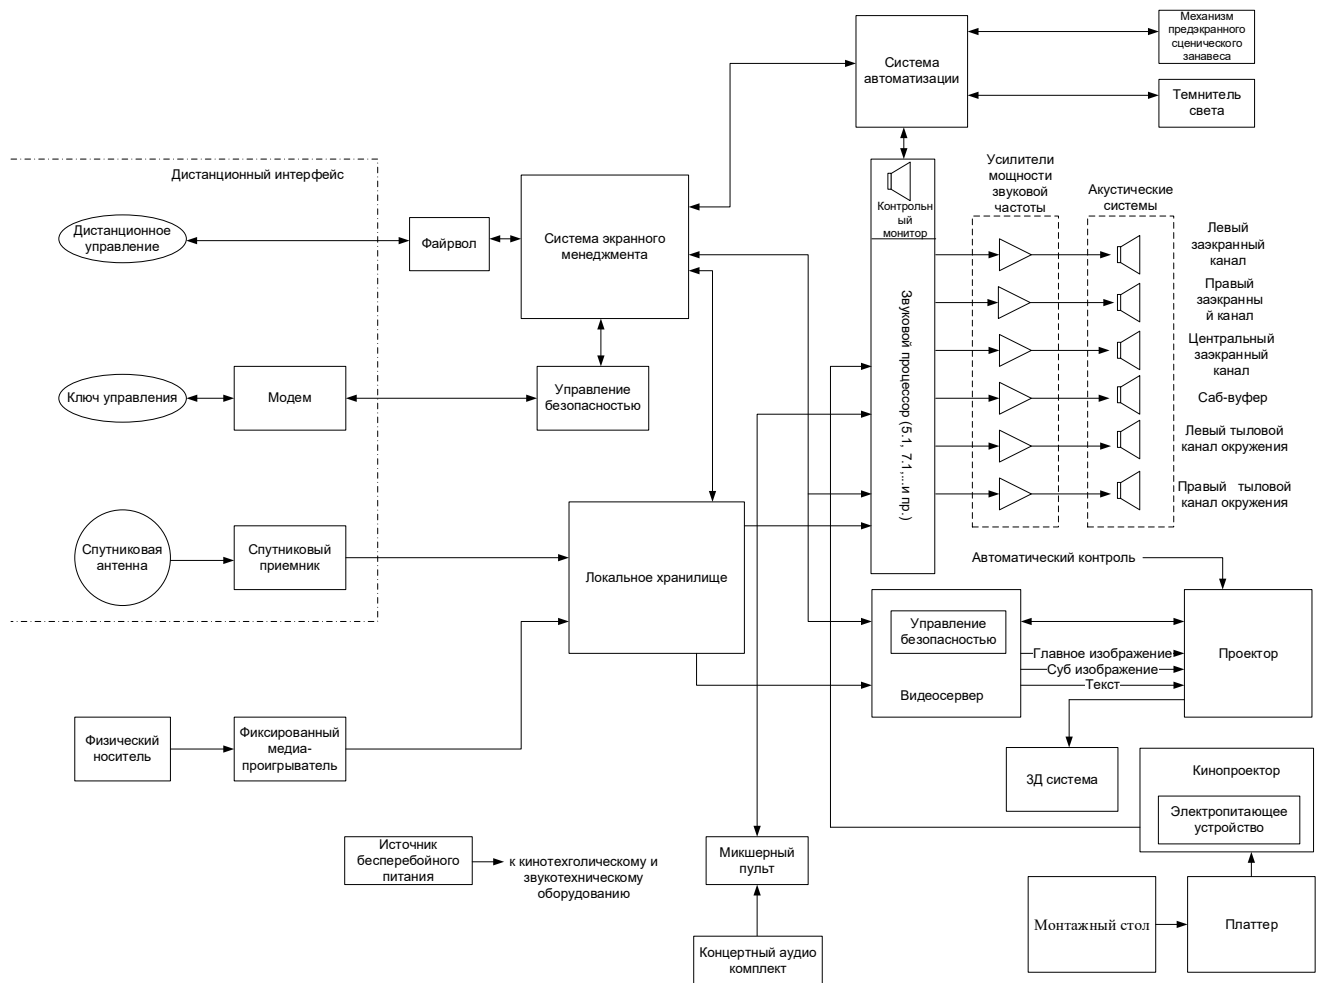 Механизм
предэкранного
сценического
занавеса
Система
автоматизации
Темнитель
света
Дистанционный интерфейс
Усилители
мощности
звуковой
частоты
Акустические
системы
Контрольн
ый
монитор
Дистанционное
управление
Файрвол
Система экранного
менеджмента
Левый
заэкранный
канал
Правый
заэкранны
й канал
Звуковой процессор (5.1, 7.1,...и пр.)
Центральный
заэкранный
канал
Ключ управления
Модем
Управление
безопасностью
Саб-вуфер
Левый тыловой
канал окружения
Правый тыловой
канал окружения
Спутниковая
антенна
Спутниковый
приемник
Локальное хранилище
Автоматический контроль
Управление
безопасностью
Видеосервер
Главное изображение
Суб изображение
Текст
Проектор
Физический
носитель
Фиксированный
медиа-
проигрыватель
3Д система
Кинопроектор
Электропитающее
устройство
Источник
бесперебойного
питания
к кинотехголическому и
звукотехническому
оборудованию
Микшерный
пульт
Монтажный стол
Платтер
Концертный аудио
комплект